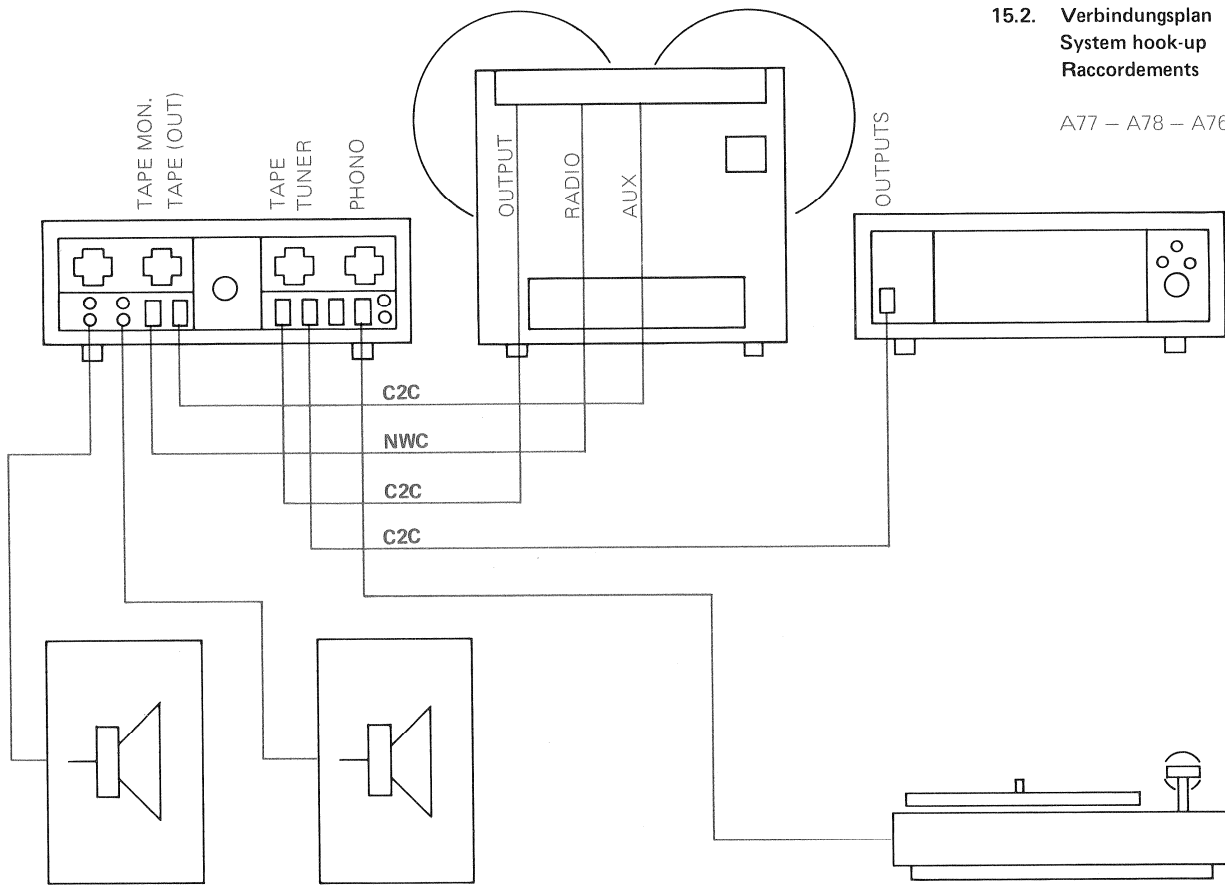 15.2. Verbindungsplan
System hook-up
Raccordements
A77 – A78 – A76
TAPE MON.
TAPE (OUT)
TAPE
TUNER
PHONO
OUTPUT
RADIO
AUX
OUTPUTS
C2C
NWC
C2C
C2C